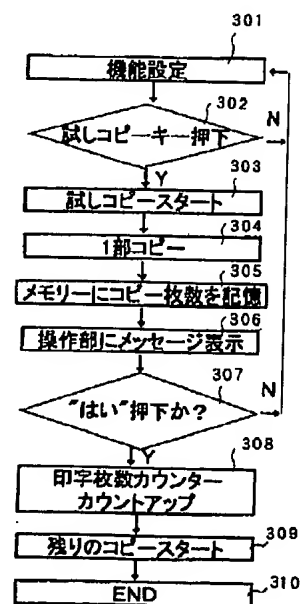 301
機能設定
302
試しコピーキー押下
N
Y
303
試しコピースタート
304
1部コピー
305
メモリーにコピー枚数を記憶
306
操作部にメッセージ表示
307
"はい"押下か?
N
Y
308
印字枚数カウンター
カウントアップ
309
残りのコピースタート
310
END